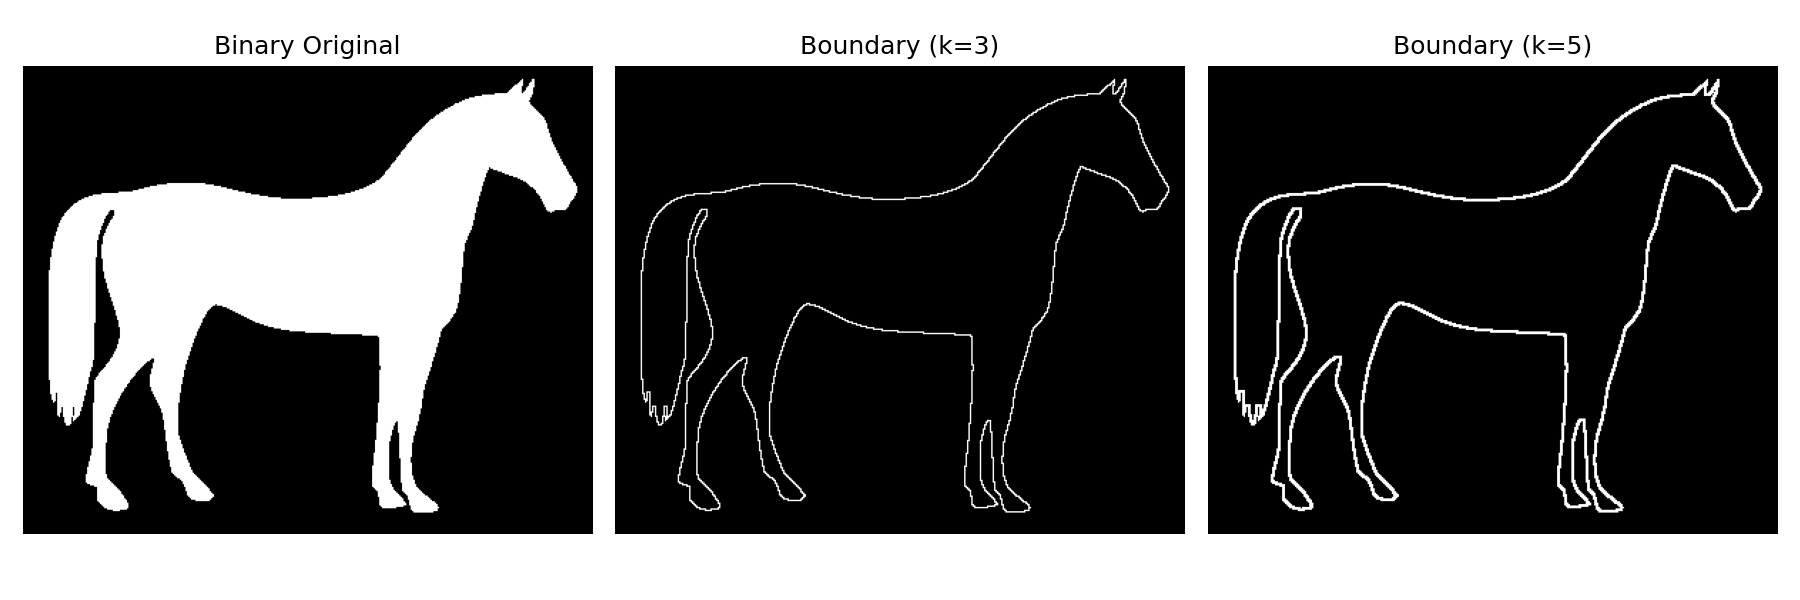 Binary Original
Boundary (k=3)
Boundary (k=5)